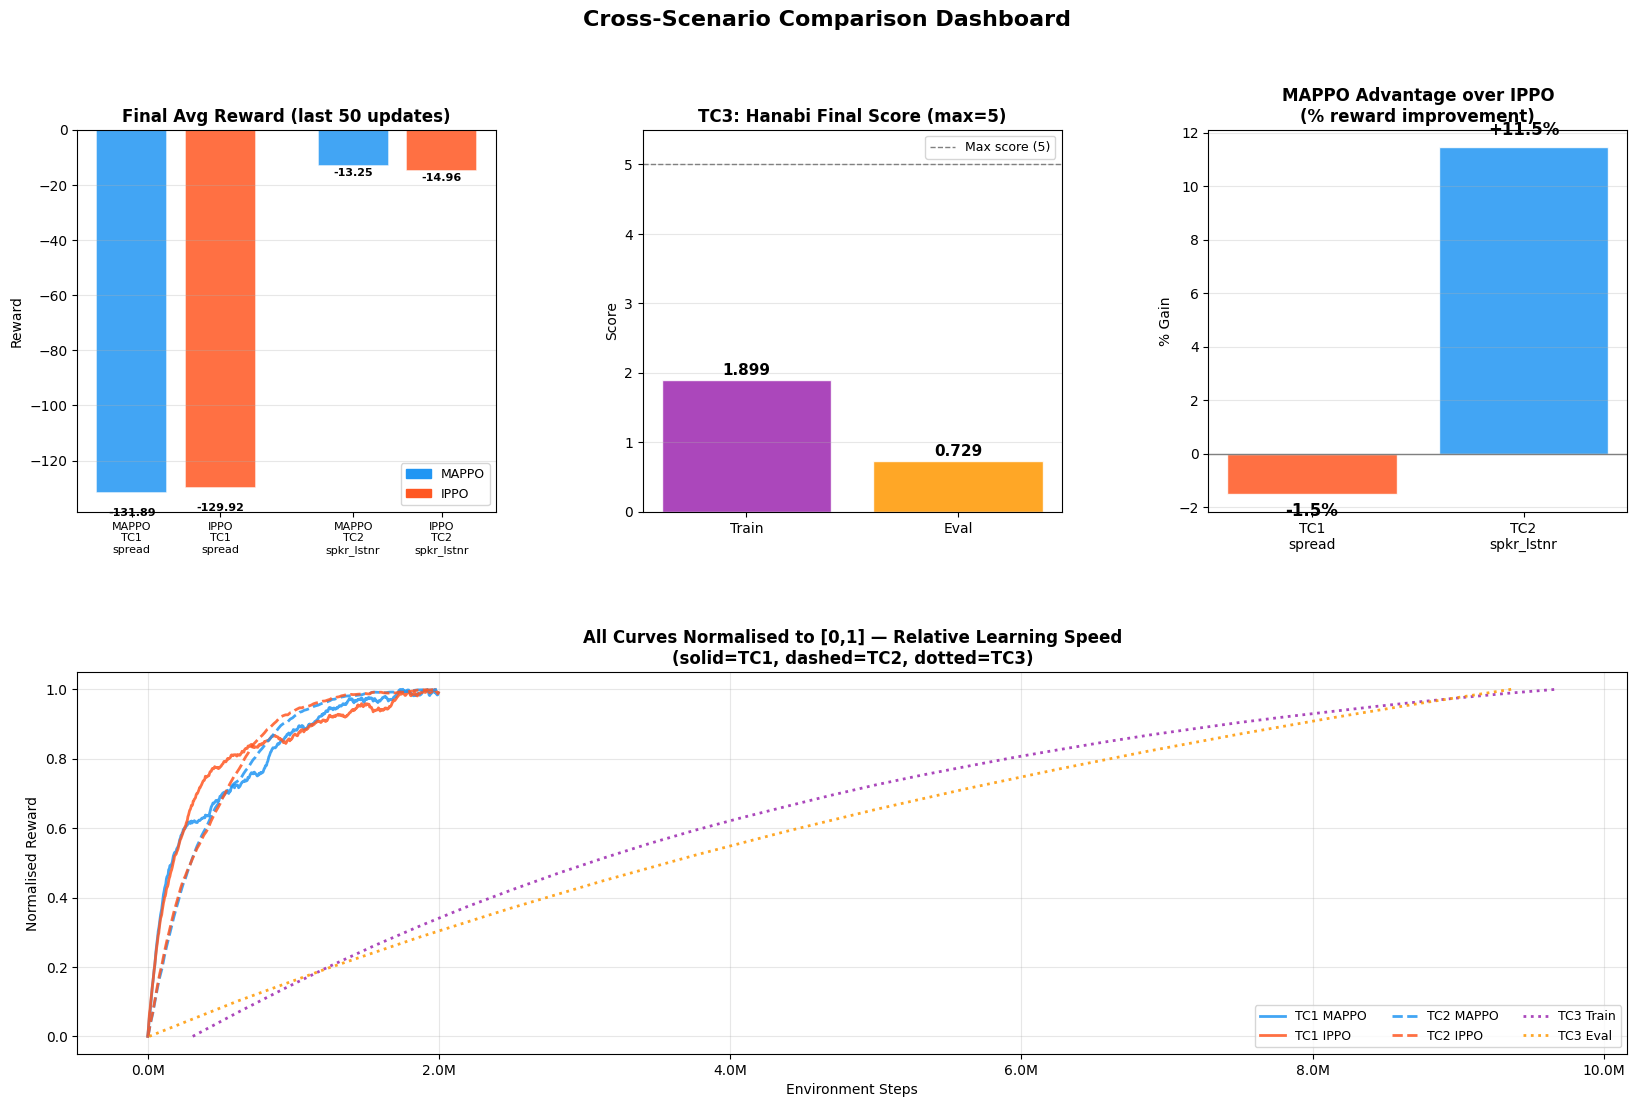 Cross-Scenario Comparison Dashboard
Final Avg Reward (last 50 updates)
Reward
0
−20
−40
−60
−80
−100
−120
-131.89
-129.92
-13.25
-14.96
MAPPO
IPPO
MAPPO
TC1
spread
IPPO
TC1
spread
MAPPO
TC2
spkr_lstnr
IPPO
TC2
spkr_lstnr
TC3: Hanabi Final Score (max=5)
Score
5
4
3
2
1
0
Max score (5)
1.899
0.729
Train
Eval
MAPPO Advantage over IPPO
(% reward improvement)
% Gain
12
10
8
6
4
2
0
−2
+11.5%
-1.5%
TC1
spread
TC2
spkr_lstnr
All Curves Normalised to [0,1] — Relative Learning Speed
(solid=TC1, dashed=TC2, dotted=TC3)
Normalised Reward
1.0
0.8
0.6
0.4
0.2
0.0
TC1 MAPPO
TC1 IPPO
TC2 MAPPO
TC2 IPPO
TC3 Train
TC3 Eval
0.0M
2.0M
4.0M
6.0M
8.0M
10.0M
Environment Steps